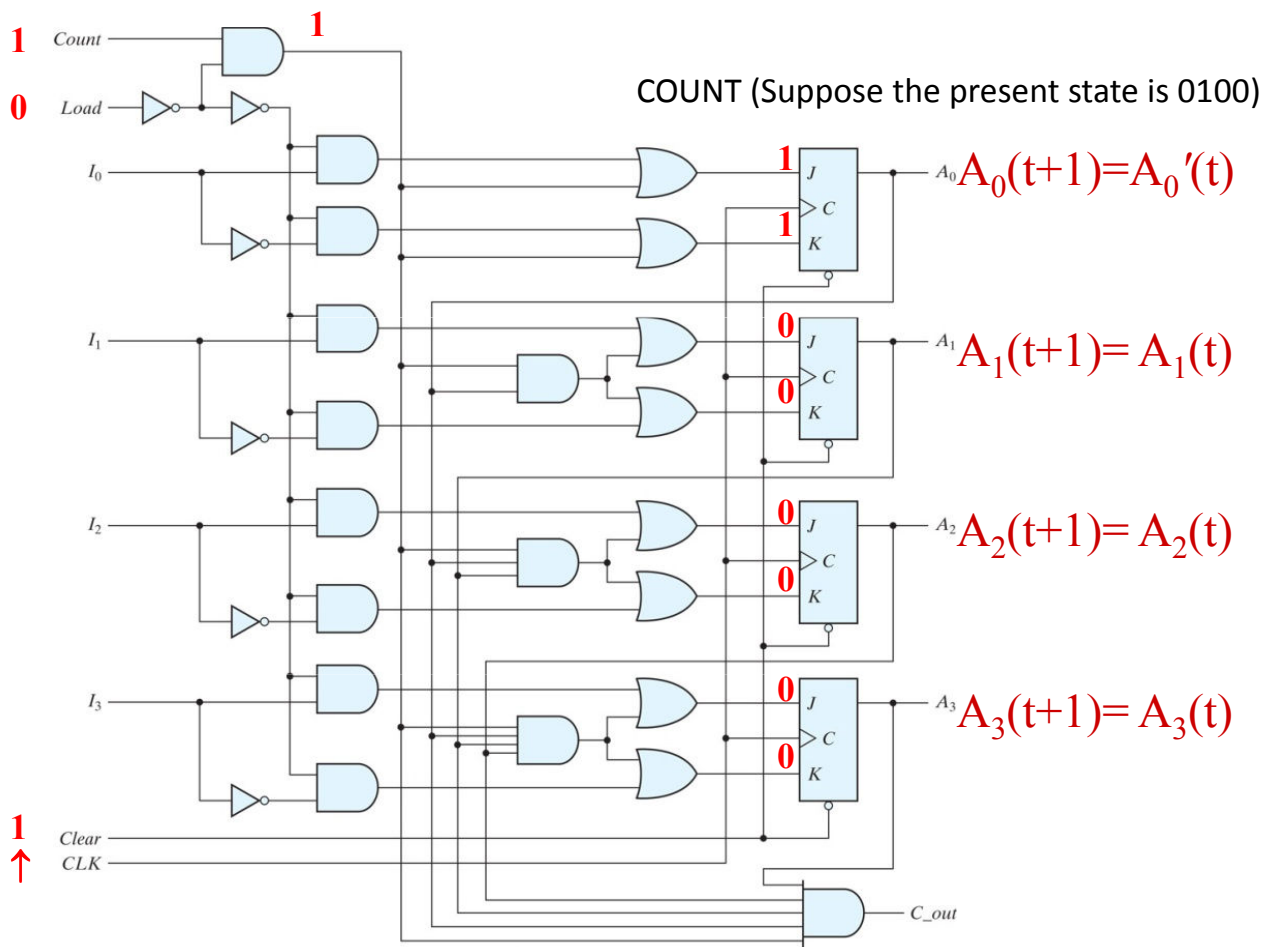 1 Count 1
0 Load COUNT (Suppose the present state is 0100)
I₀ 1 J A₀ A₀(t+1)=A₀′(t)
C
1 K
I₁ 0 J A₁ A₁(t+1)= A₁(t)
C
0 K
I₂ 0 J A₂ A₂(t+1)= A₂(t)
C
0 K
I₃ 0 J A₃ A₃(t+1)= A₃(t)
C
0 K
1 Clear
↑ CLK
C_out